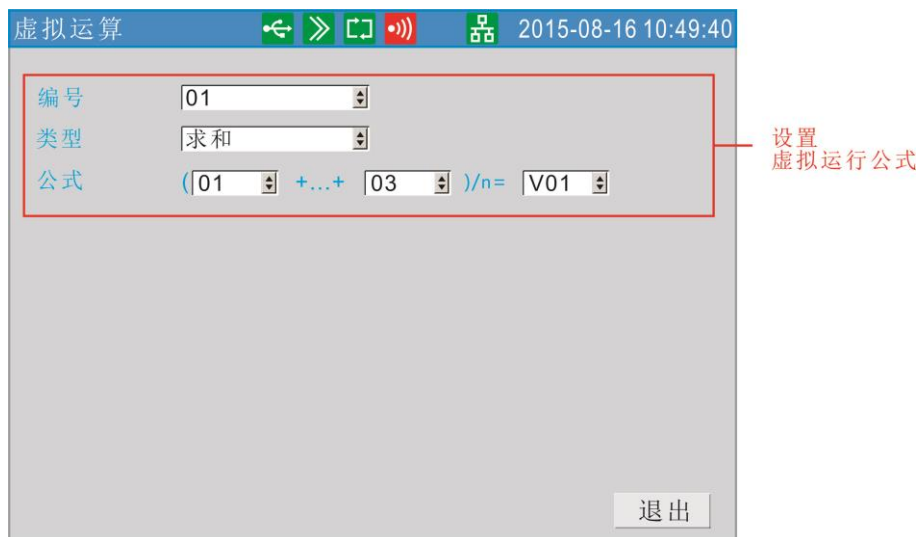 虚拟运算 2015-08-16 10:49:40
编号 01
类型 求和
公式 (01 +...+ 03 )/n= V01
设置
虚拟运行公式
退出